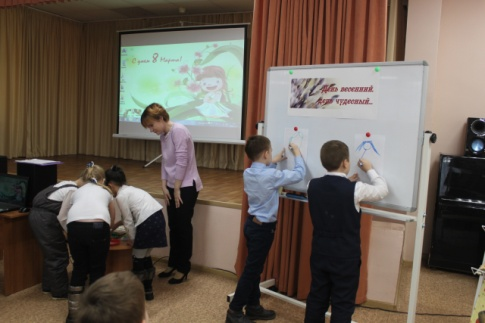 С днём 8 Марта!
День весенний,
день чудесный...